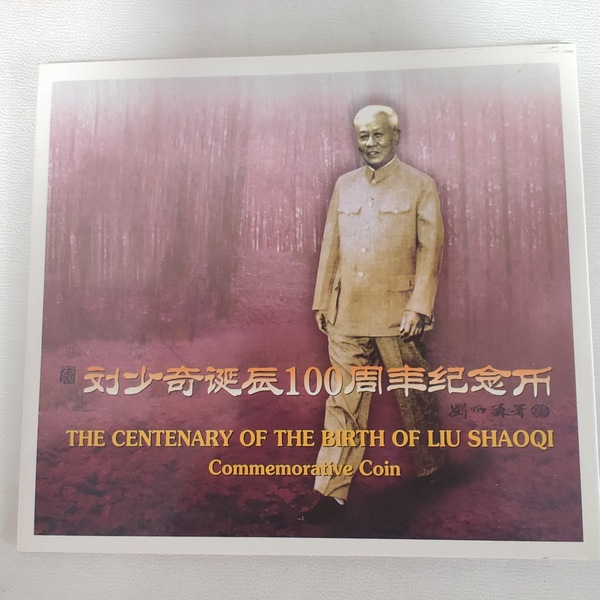 刘少奇诞辰100周年纪念币
THE CENTENARY OF THE BIRTH OF LIU SHAOQI
Commemorative Coin